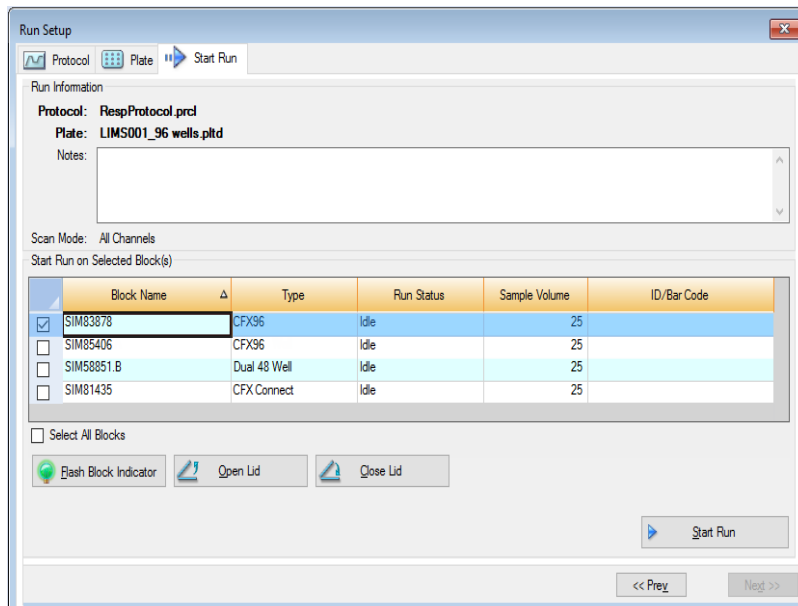 Run Setup
Protocol Plate Start Run
Run Information
Protocol: RespProtocol.prcl
Plate: LIMS001_96 wells.pltd
Notes:
Scan Mode: All Channels
Start Run on Selected Block(s)
Block Name Type Run Status Sample Volume ID/Bar Code
SIM83878 CFX96 Idle 25
SIM85406 CFX96 Idle 25
SIM58851.B Dual 48 Well Idle 25
SIM81435 CFX Connect Idle 25
Select All Blocks
Flash Block Indicator Open Lid Close Lid
Start Run
<< Prev Next >>